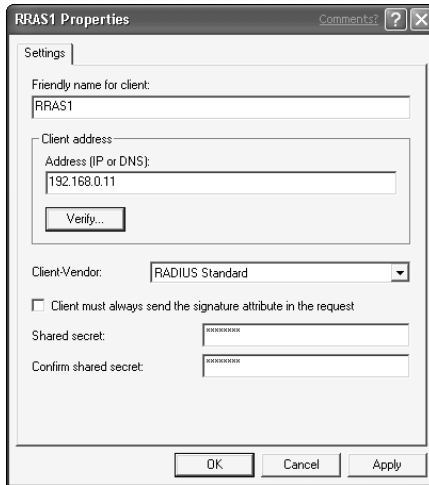 RRAS1 Properties Comments? ? X
Settings
Friendly name for client:
RRAS1
Client address
Address (IP or DNS):
192.168.0.11
Verify...
Client-Vendor: RADIUS Standard
Client must always send the signature attribute in the request
Shared secret: ********
Confirm shared secret: ********
OK Cancel Apply